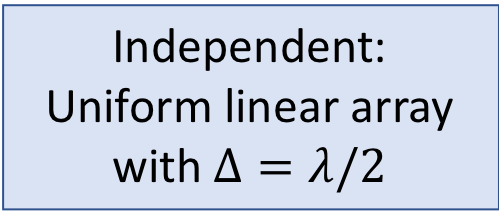 Independent:
Uniform linear array
with Δ = λ/2